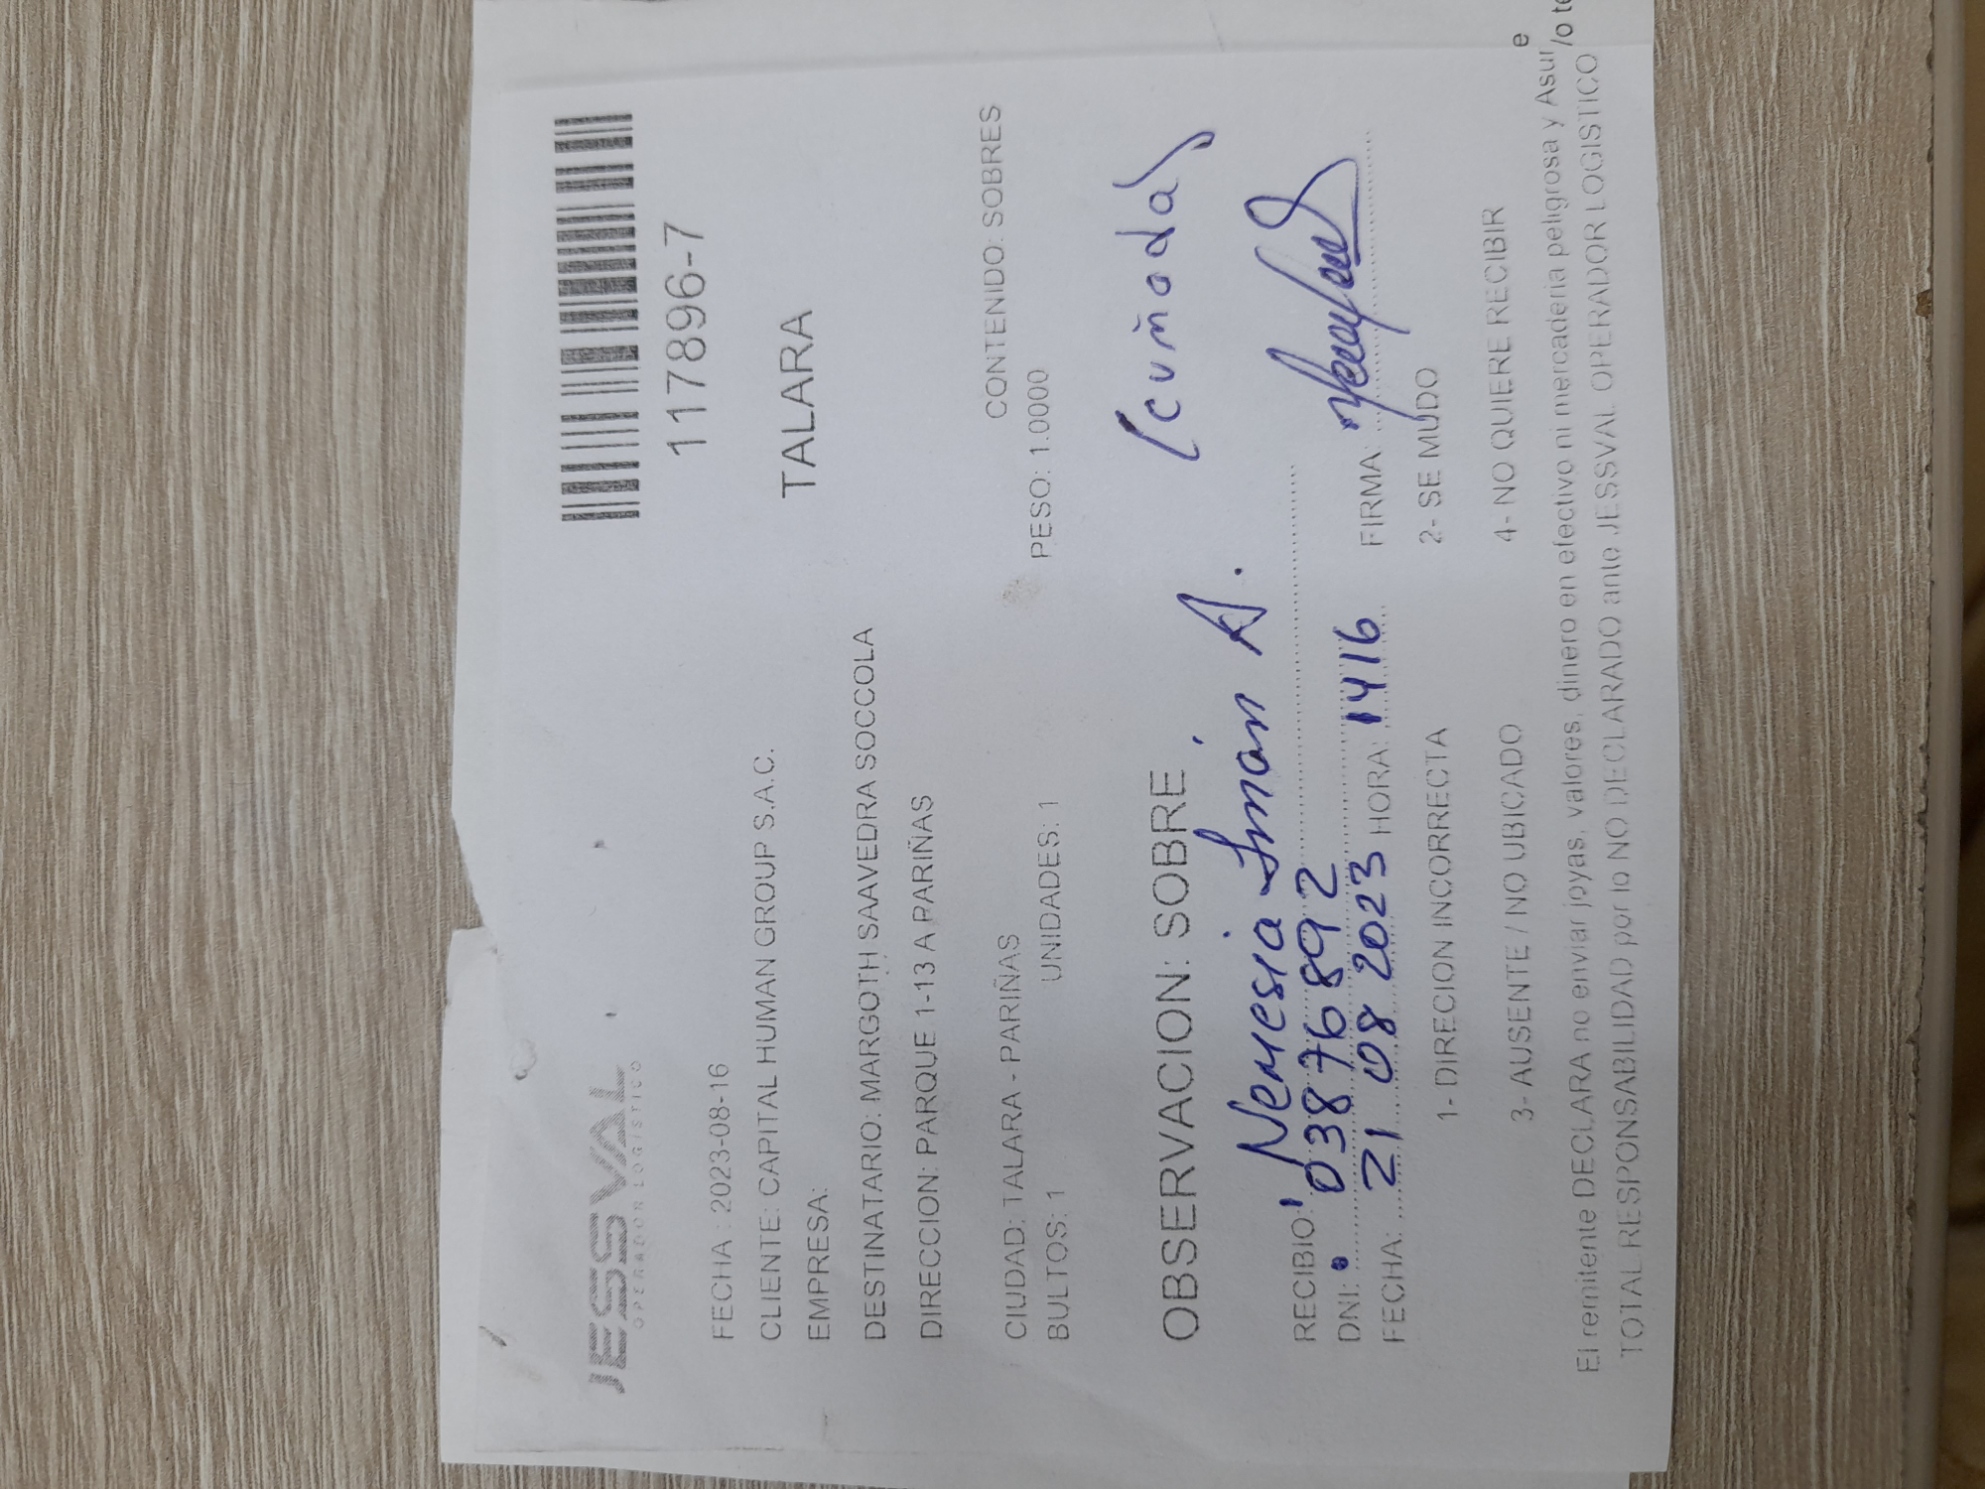 JESSVAL
OPERADOR LOGISTICO
117896-7
FECHA : 2023-08-16
CLIENTE: CAPITAL HUMAN GROUP S.A.C.
TALARA
EMPRESA:
DESTINATARIO: MARGOTH SAAVEDRA SOCCOLA
DIRECCION: PARQUE 1-13 A PARIÑAS
CONTENIDO: SOBRES
CIUDAD: TALARA - PARIÑAS
BULTOS: 1 UNIDADES: 1 PESO: 1.0000
(cuñada)
OBSERVACION: SOBRE
RECIBIO: Nemesia Imán A.
DNI: 03876892
FECHA: 21 08 2023 HORA: 1416 FIRMA:
1- DIRECION INCORRECTA 2- SE MUDO
3- AUSENTE / NO UBICADO 4- NO QUIERE RECIBIR
e
El remitente DECLARA no enviar joyas, valores, dinero en efectivo ni mercaderia peligrosa y Asur
/o te
TOTAL RESPONSABILIDAD por lo NO DECLARADO ante JESSVAL OPERADOR LOGISTICO